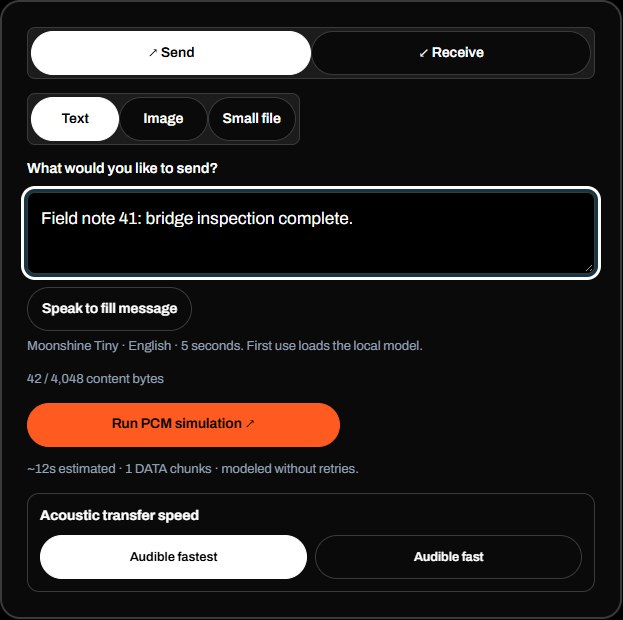 ↗ Send
↙ Receive
Text
Image
Small file
What would you like to send?
Field note 41: bridge inspection complete.
Speak to fill message
Moonshine Tiny · English · 5 seconds. First use loads the local model.
42 / 4,048 content bytes
Run PCM simulation ↗
~12s estimated · 1 DATA chunks · modeled without retries.
Acoustic transfer speed
Audible fastest
Audible fast